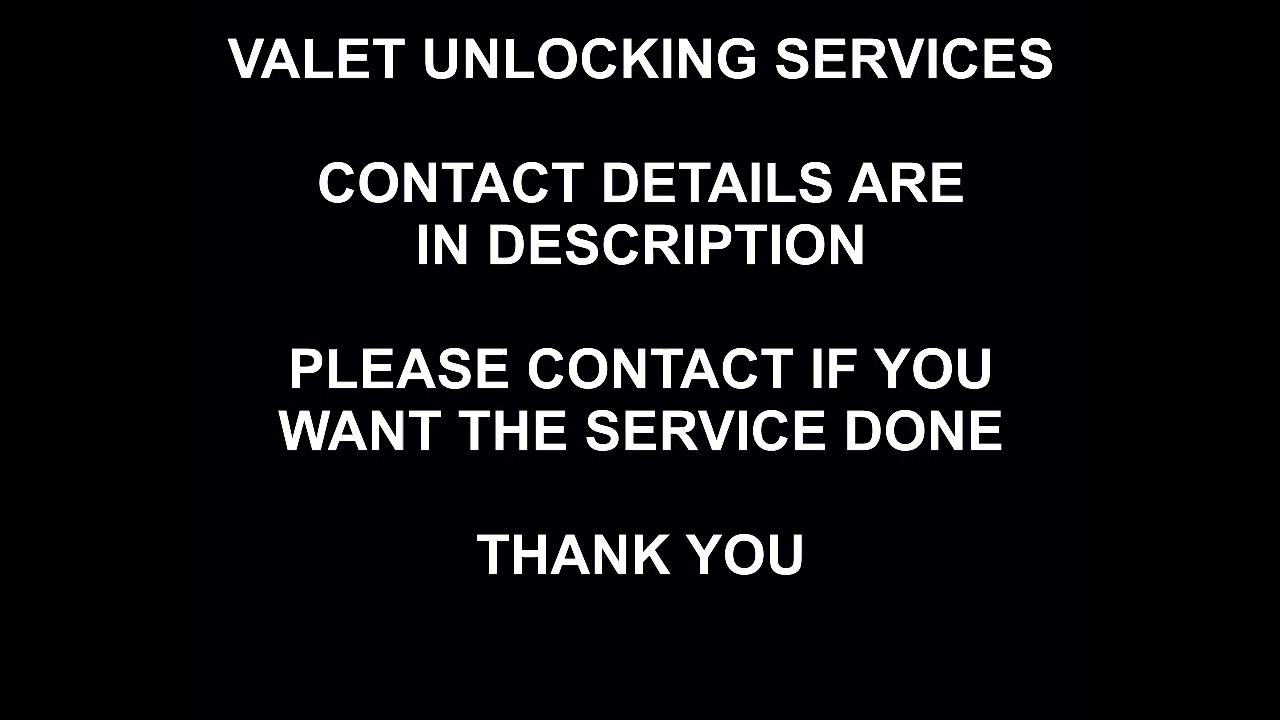 VALET UNLOCKING SERVICES
CONTACT DETAILS ARE
IN DESCRIPTION
PLEASE CONTACT IF YOU
WANT THE SERVICE DONE
THANK YOU